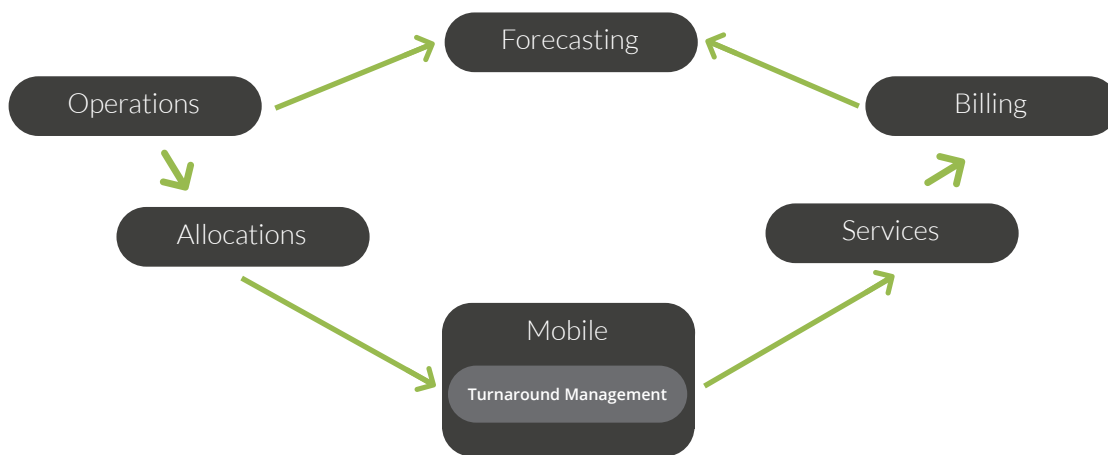 Forecasting
Operations
Billing
Allocations
Services
Mobile
Turnaround Management